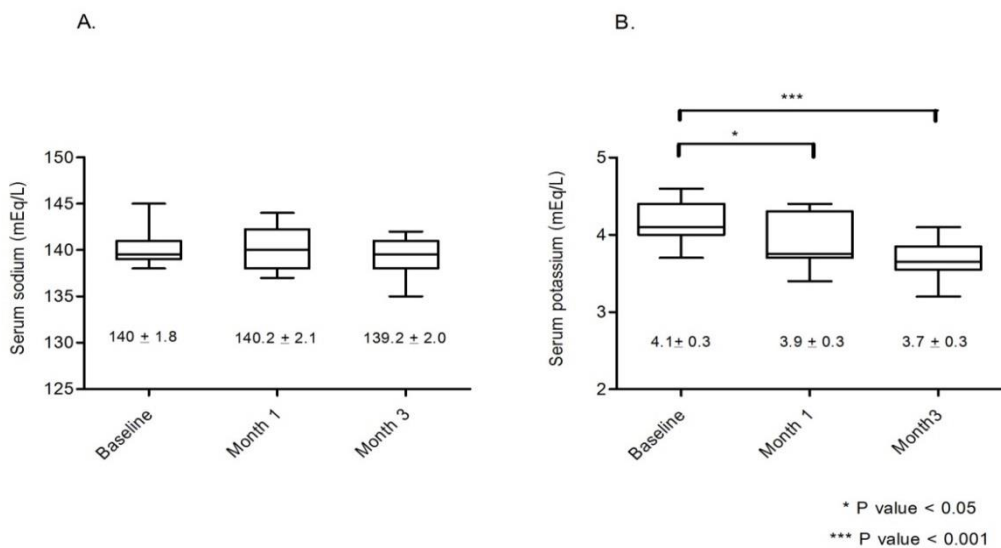 A.
Serum sodium (mEq/L)
150
145
140
135
130
125
140 ± 1.8
140.2 ± 2.1
139.2 ± 2.0
Baseline
Month 1
Month 3
B.
***
*
Serum potassium (mEq/L)
5
4
3
2
4.1± 0.3
3.9 ± 0.3
3.7 ± 0.3
Baseline
Month 1
Month3
* P value < 0.05
*** P value < 0.001